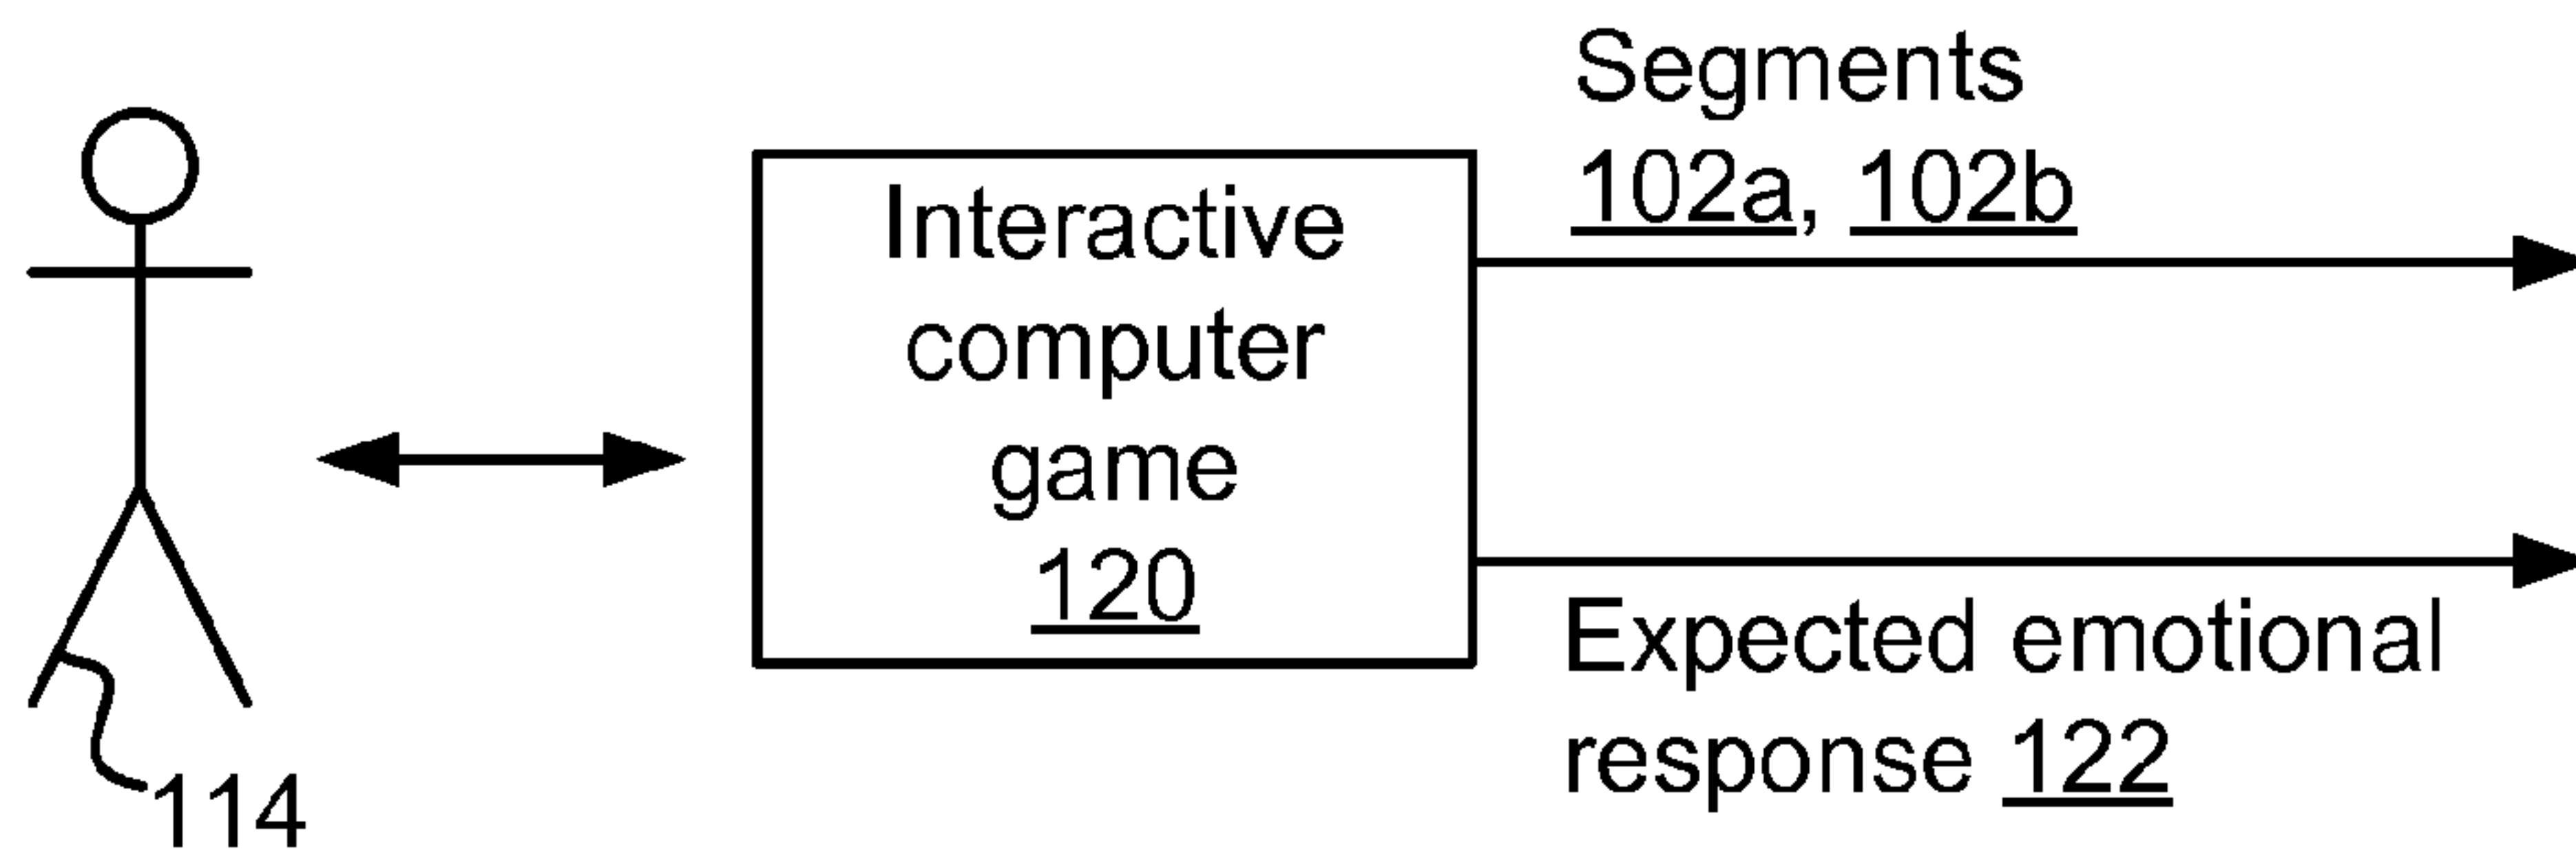 Segments
102a, 102b
Interactive
computer
game
120
Expected emotional
response 122
114